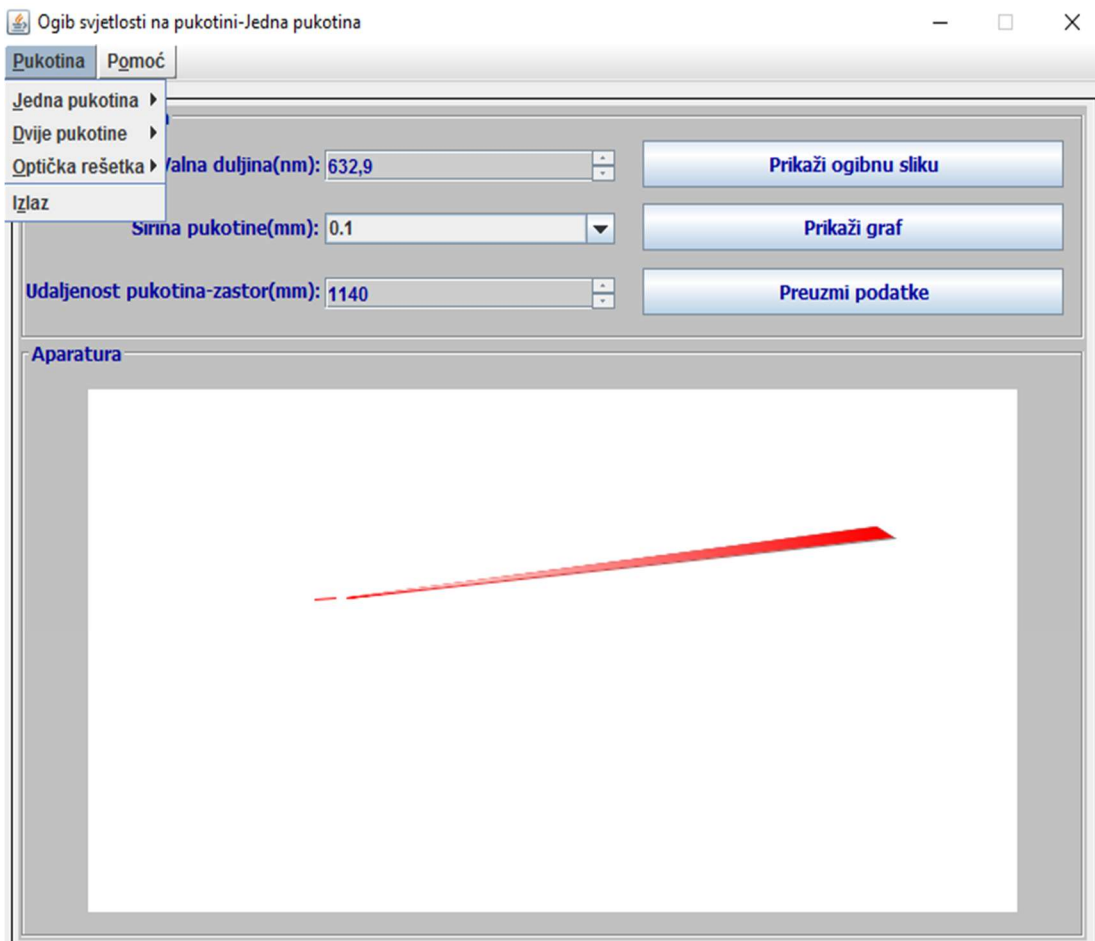 Ogib svjetlosti na pukotini-Jedna pukotina
Pukotina Pomoć
Jedna pukotina
Dvije pukotine
Optička rešetka
Izlaz
Valna duljina(nm): 632,9 Prikaži ogibnu sliku
Širina pukotine(mm): 0.1 Prikaži graf
Udaljenost pukotina-zastor(mm): 1140 Preuzmi podatke
Aparatura